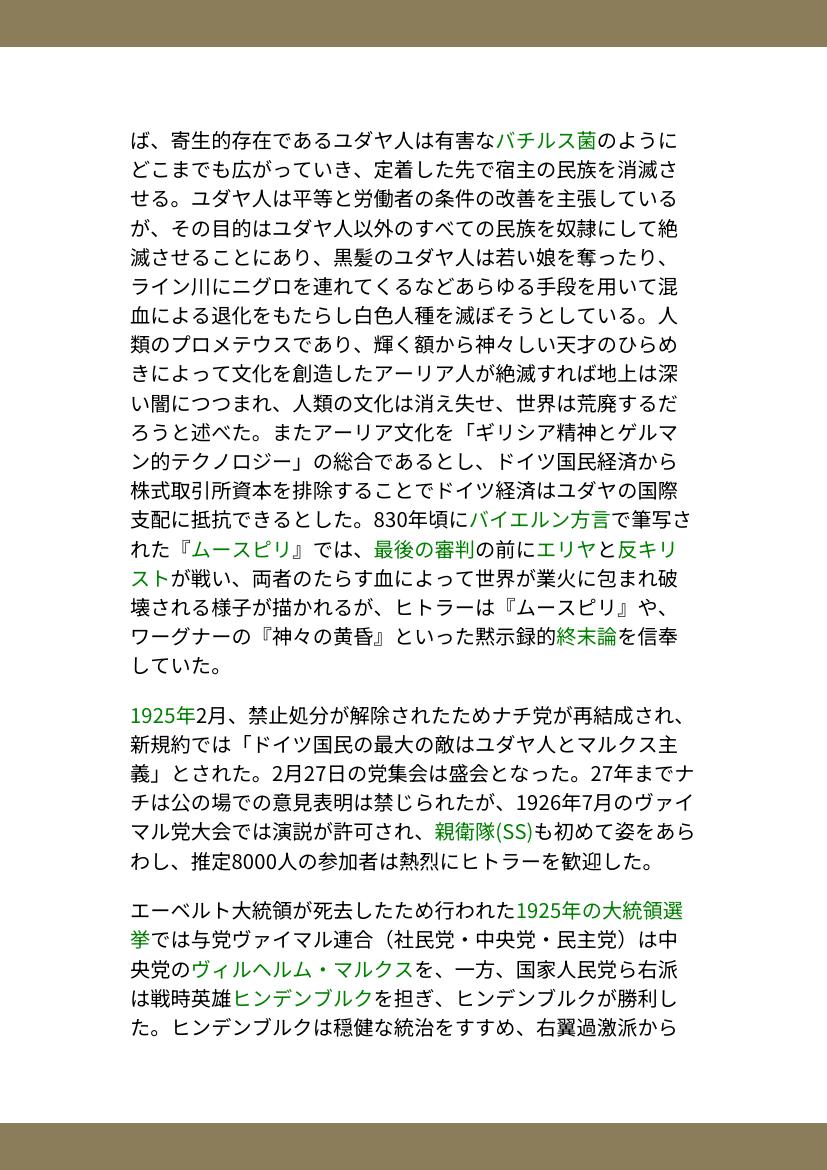 ば、寄生的存在であるユダヤ人は有害なバチルス菌のように
どこまでも広がっていき、定着した先で宿主の民族を消滅さ
せる。ユダヤ人は平等と労働者の条件の改善を主張している
が、その目的はユダヤ人以外のすべての民族を奴隷にして絶
滅させることにあり、黒髪のユダヤ人は若い娘を奪ったり、
ライン川にニグロを連れてくるなどあらゆる手段を用いて混
血による退化をもたらし白色人種を滅ぼそうとしている。人
類のプロメテウスであり、輝く額から神々しい天才のひらめ
きによって文化を創造したアーリア人が絶滅すれば地上は深
い闇につつまれ、人類の文化は消え失せ、世界は荒廃するだ
ろうと述べた。またアーリア文化を「ギリシア精神とゲルマ
ン的テクノロジー」の総合であるとし、ドイツ国民経済から
株式取引所資本を排除することでドイツ経済はユダヤの国際
支配に抵抗できるとした。830年頃にバイエルン方言で筆写さ
れた『ムースピリ』では、最後の審判の前にエリヤと反キリ
ストが戦い、両者のたらす血によって世界が業火に包まれ破
壊される様子が描かれるが、ヒトラーは『ムースピリ』や、
ワーグナーの『神々の黄昏』といった黙示録的終末論を信奉
していた。
1925年2月、禁止処分が解除されたためナチ党が再結成され、
新規約では「ドイツ国民の最大の敵はユダヤ人とマルクス主
義」とされた。2月27日の党集会は盛会となった。27年までナ
チは公の場での意見表明は禁じられたが、1926年7月のヴァイ
マル党大会では演説が許可され、親衛隊(SS)も初めて姿をあら
わし、推定8000人の参加者は熱烈にヒトラーを歓迎した。
エーベルト大統領が死去したため行われた1925年の大統領選
挙では与党ヴァイマル連合（社民党・中央党・民主党）は中
央党のヴィルヘルム・マルクスを、一方、国家人民党ら右派
は戦時英雄ヒンデンブルクを担ぎ、ヒンデンブルクが勝利し
た。ヒンデンブルクは穏健な統治をすすめ、右翼過激派から